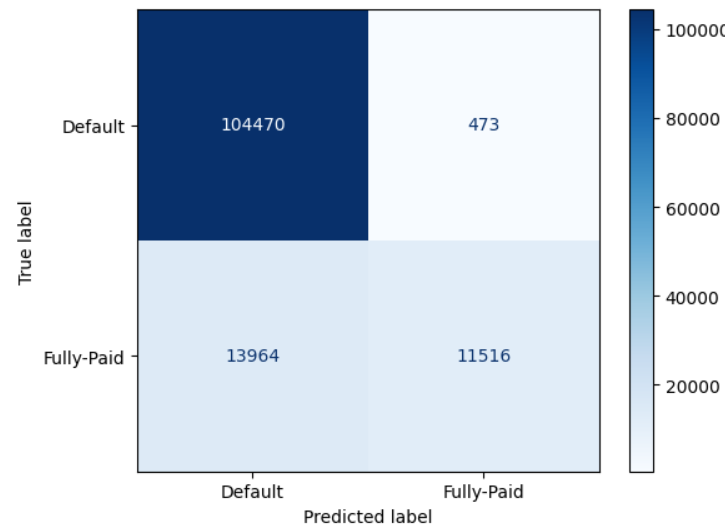 Default
104470
473
Fully-Paid
13964
11516
Default
Fully-Paid
Predicted label
True label
100000
80000
60000
40000
20000